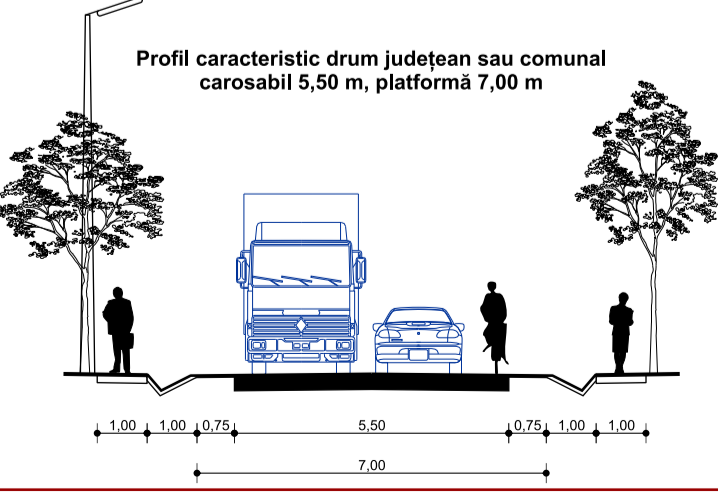 Profil caracteristic drum județean sau comunal
carosabil 5,50 m, platformă 7,00 m
1,00 1,00 0,75 5,50 0,75 1,00 1,00
7,00